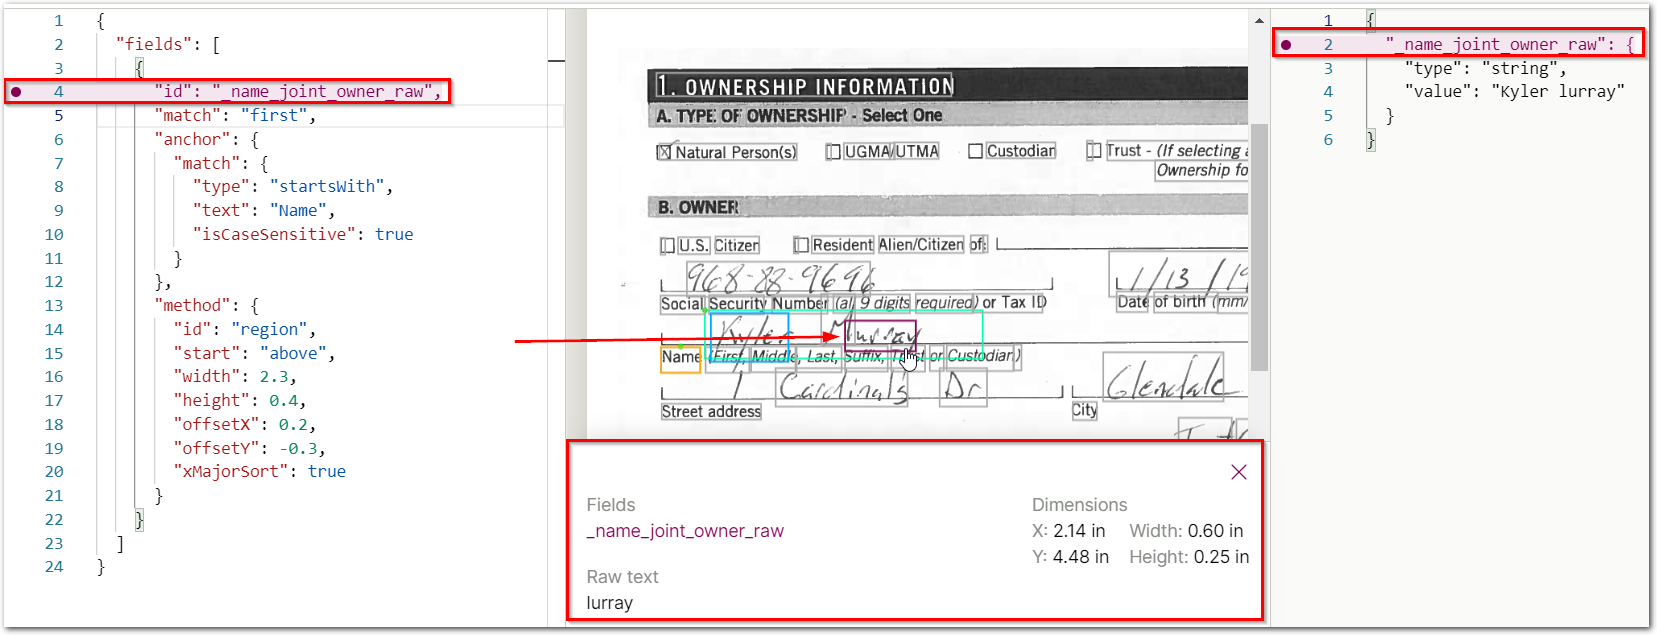 1 {
2 "fields": [
3 {
4 "id": "_name_joint_owner_raw",
5 "match": "first",
6 "anchor": {
7 "match": {
8 "type": "startsWith",
9 "text": "Name",
10 "isCaseSensitive": true
11 }
12 },
13 "method": {
14 "id": "region",
15 "start": "above",
16 "width": 2.3,
17 "height": 0.4,
18 "offsetX": 0.2,
19 "offsetY": -0.3,
20 "xMajorSort": true
21 }
22 }
23 ]
24 }
1. OWNERSHIP INFORMATION
A. TYPE OF OWNERSHIP - Select One
Natural Person(s) UGMA/UTMA Custodian Trust - (If selecting
Ownership fo
B. OWNER
U.S. Citizen Resident Alien/Citizen of:
968-88-9696 1/13/19
Social Security Number (all 9 digits required) or Tax ID Date of birth (mm/
Kyler Murray
Name (First, Middle, Last, Suffix, Trust or Custodian)
1 Cardinals Dr Glendale
Street address City
Fields
_name_joint_owner_raw
Raw text
lurray
Dimensions
X: 2.14 in Width: 0.60 in
Y: 4.48 in Height: 0.25 in
1 {
2 "_name_joint_owner_raw": {
3 "type": "string",
4 "value": "Kyler lurray"
5 }
6 }